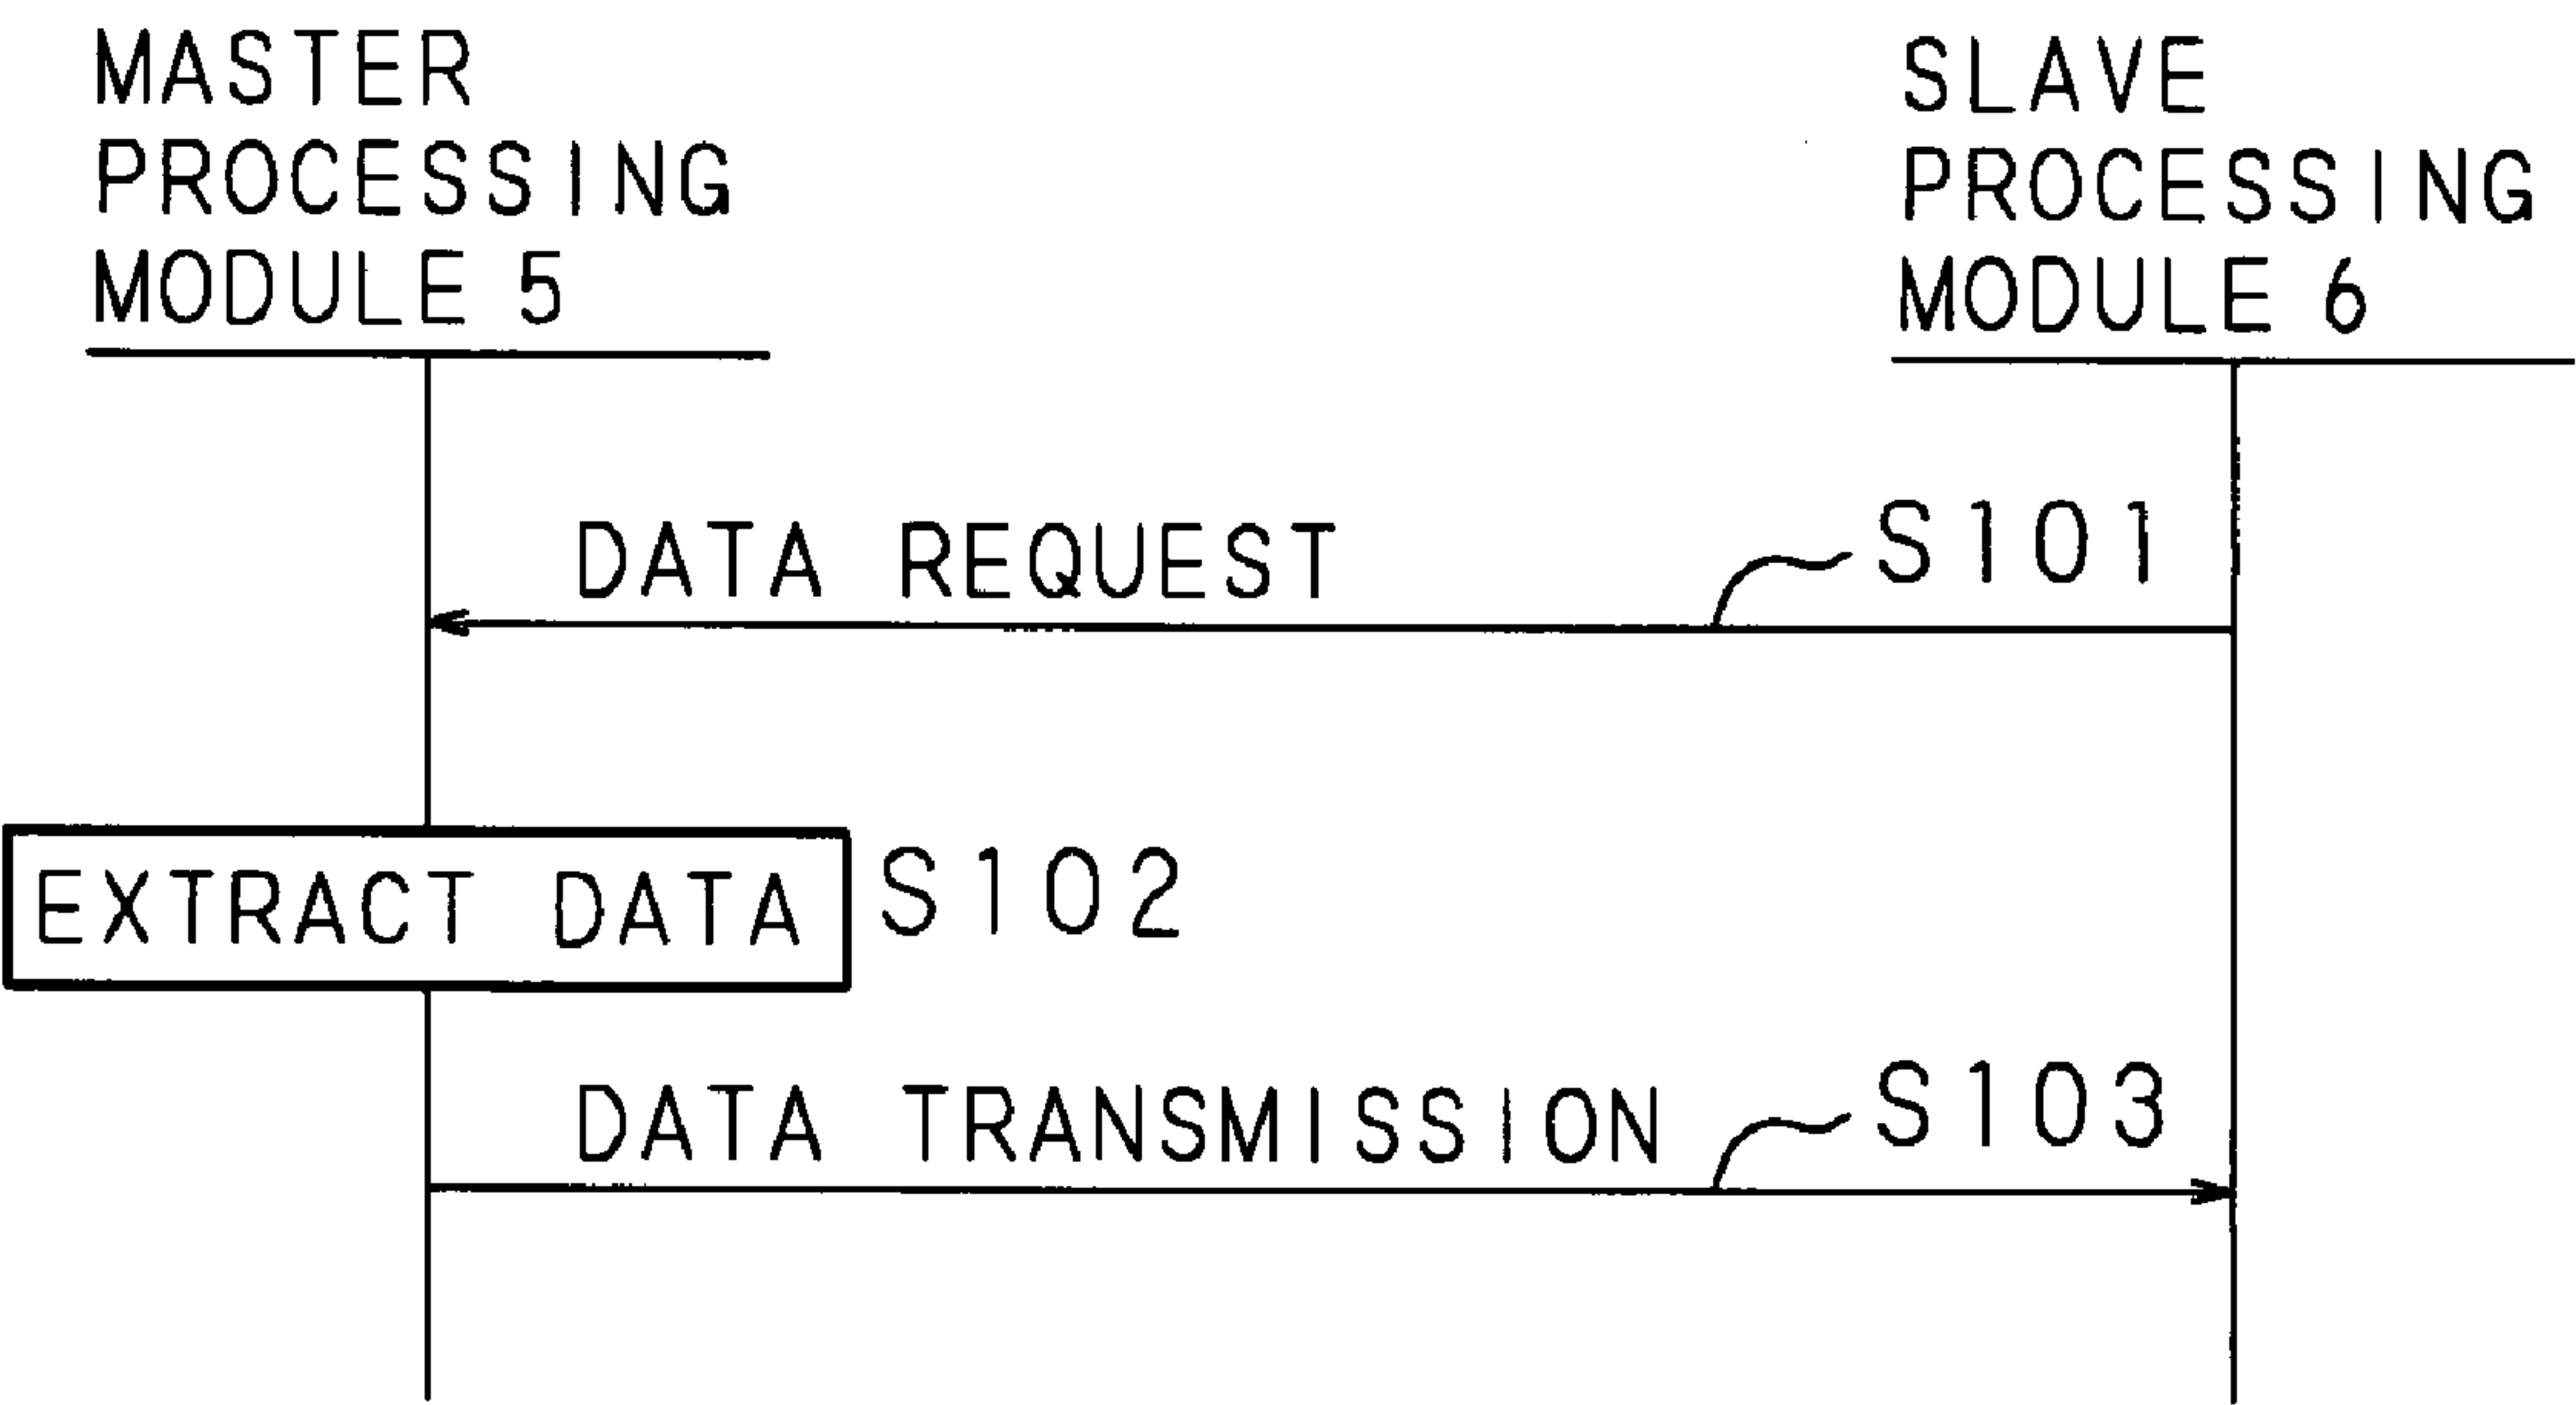 MASTER
PROCESSING
MODULE 5
SLAVE
PROCESSING
MODULE 6
DATA REQUEST
S101
EXTRACT DATA
S102
DATA TRANSMISSION
S103